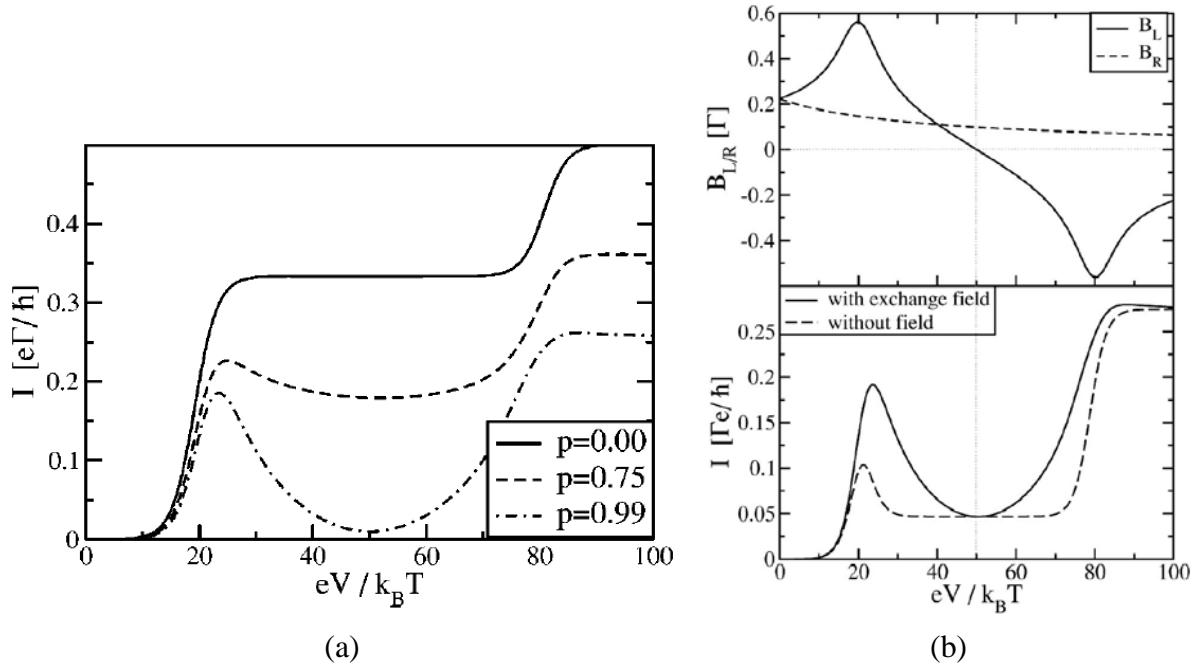 I [eΓ/ħ]
0.4
0.3
0.2
0.1
0
p=0.00
p=0.75
p=0.99
0 20 40 60 80 100
eV / k_B T
(a)
B_L/R [Γ]
0.6
0.4
0.2
0
-0.2
-0.4
B_L
B_R
I [Γe/ħ]
with exchange field
without field
0.25
0.2
0.15
0.1
0.05
0
0 20 40 60 80 100
eV / k_B T
(b)